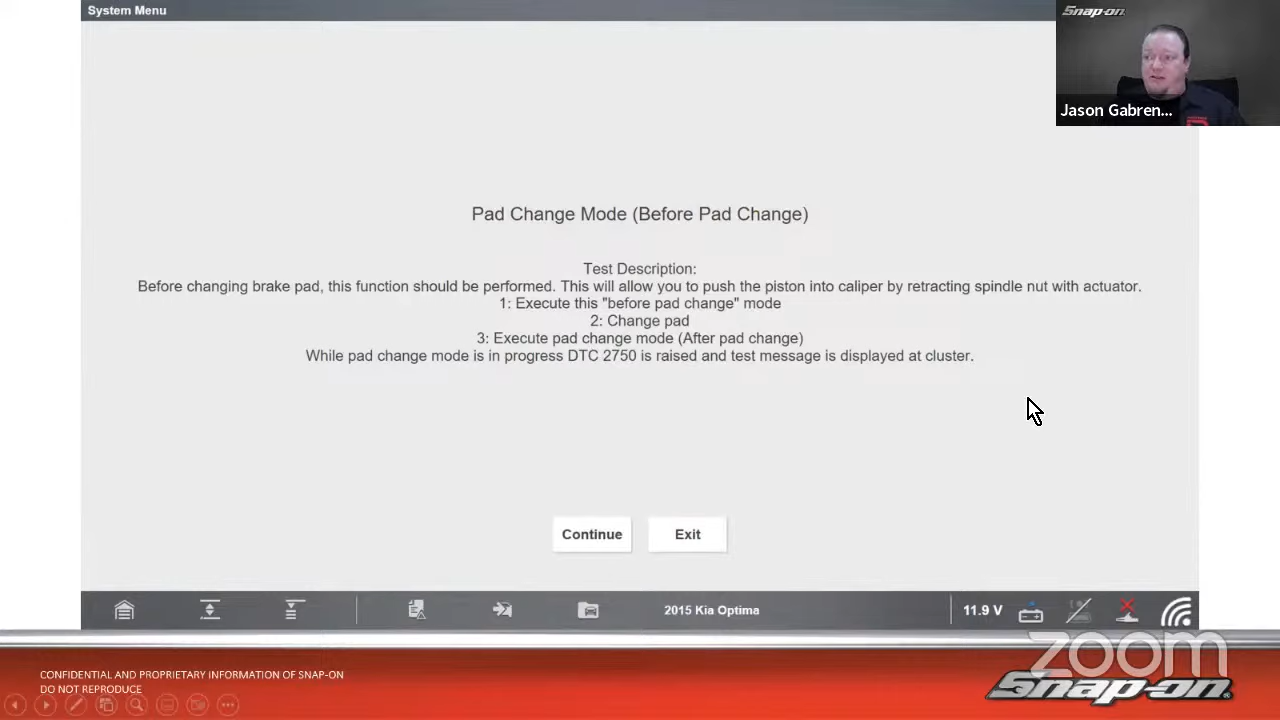 System Menu
Snap-on
Jason Gabren...
Pad Change Mode (Before Pad Change)
Test Description:
Before changing brake pad, this function should be performed. This will allow you to push the piston into caliper by retracting spindle nut with actuator.
1: Execute this "before pad change" mode
2: Change pad
3: Execute pad change mode (After pad change)
While pad change mode is in progress DTC 2750 is raised and test message is displayed at cluster.
Continue
Exit
2015 Kia Optima
11.9 V
zoom
CONFIDENTIAL AND PROPRIETARY INFORMATION OF SNAP-ON
DO NOT REPRODUCE
Snap-on